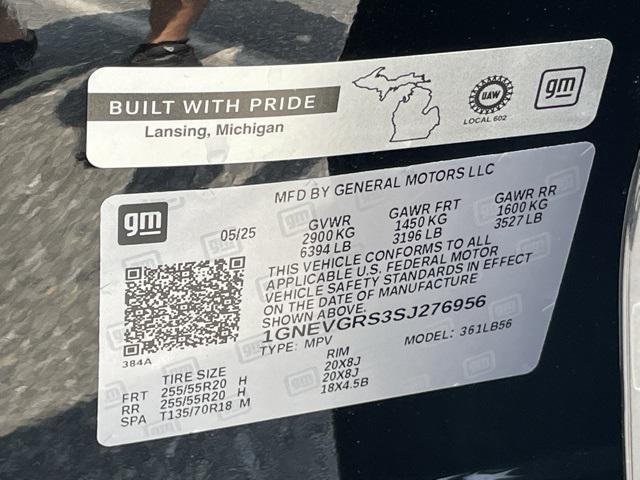 BUILT WITH PRIDE
Lansing, Michigan
UAW
LOCAL 602
gm
MFD BY GENERAL MOTORS LLC
gm
05/25
GVWR
2900 KG
6394 LB
GAWR FRT
1450 KG
3196 LB
GAWR RR
1600 KG
3527 LB
THIS VEHICLE CONFORMS TO ALL
APPLICABLE U.S. FEDERAL MOTOR
VEHICLE SAFETY STANDARDS IN EFFECT
ON THE DATE OF MANUFACTURE
SHOWN ABOVE.
1GNEVGRS3SJ276956
TYPE: MPV MODEL: 361LB56
384A
TIRE SIZE RIM
FRT 255/55R20 H 20X8J
RR 255/55R20 H 20X8J
SPA T135/70R18 M 18X4.5B